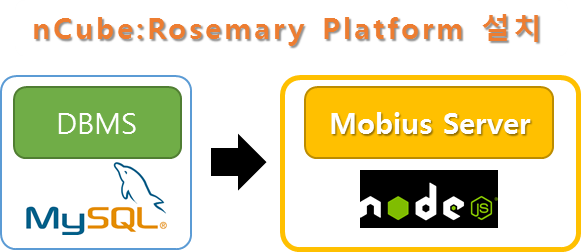 nCube:Rosemary Platform 설치
DBMS
MySQL®
Mobius Server
node
JS